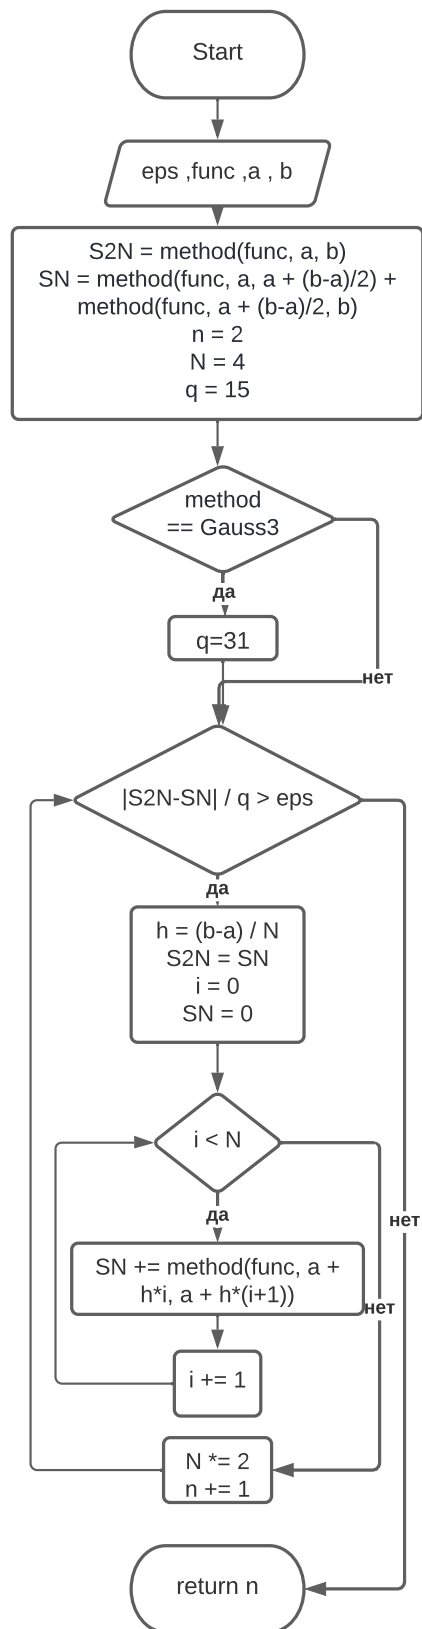 Start
eps ,func ,a , b
S2N = method(func, a, b)
SN = method(func, a, a + (b-a)/2) +
method(func, a + (b-a)/2, b)
n = 2
N = 4
q = 15
method
== Gauss3
да
q=31
нет
|S2N-SN| / q > eps
да
h = (b-a) / N
S2N = SN
i = 0
SN = 0
i < N
да
нет
SN += method(func, a +
h*i, a + h*(i+1))
нет
i += 1
N *= 2
n += 1
return n